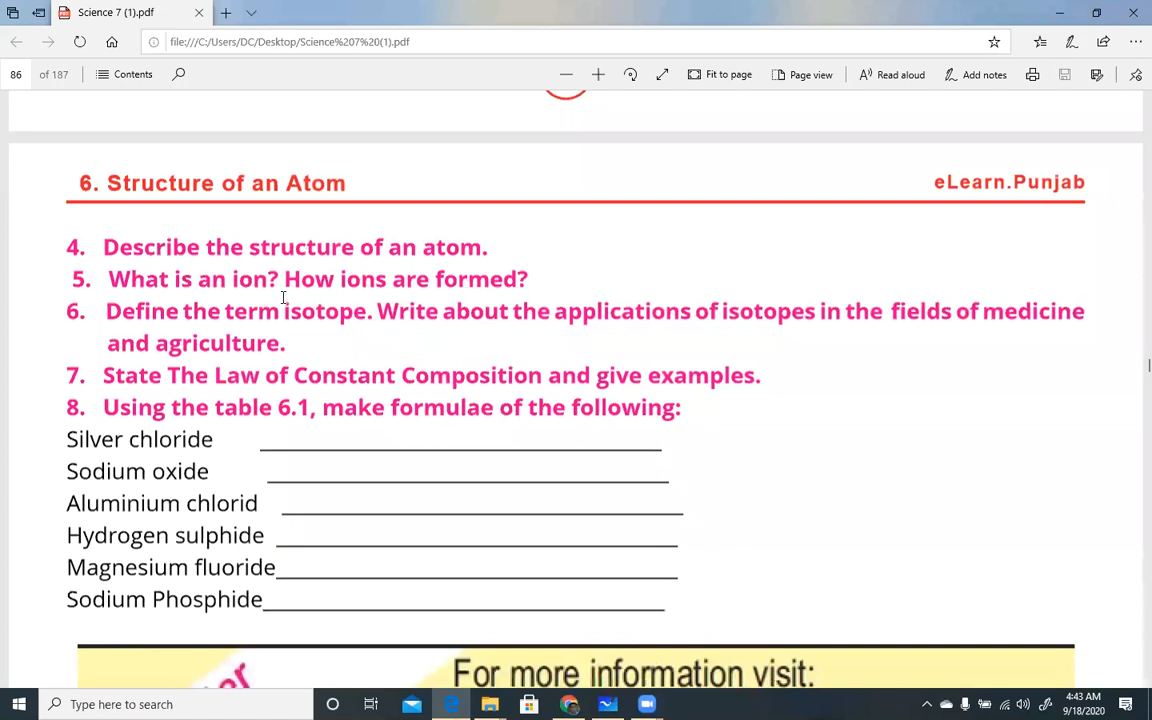 Science 7 (1).pdf
file:///C:/Users/DC/Desktop/Science%207%20(1).pdf
86 of 187 Contents Fit to page Page view Read aloud Add notes
6. Structure of an Atom eLearn.Punjab
4. Describe the structure of an atom.
5. What is an ion? How ions are formed?
6. Define the term isotope. Write about the applications of isotopes in the fields of medicine
and agriculture.
7. State The Law of Constant Composition and give examples.
8. Using the table 6.1, make formulae of the following:
Silver chloride
Sodium oxide
Aluminium chlorid
Hydrogen sulphide
Magnesium fluoride
Sodium Phosphide
For more information visit:
Type here to search
4:43 AM
9/18/2020